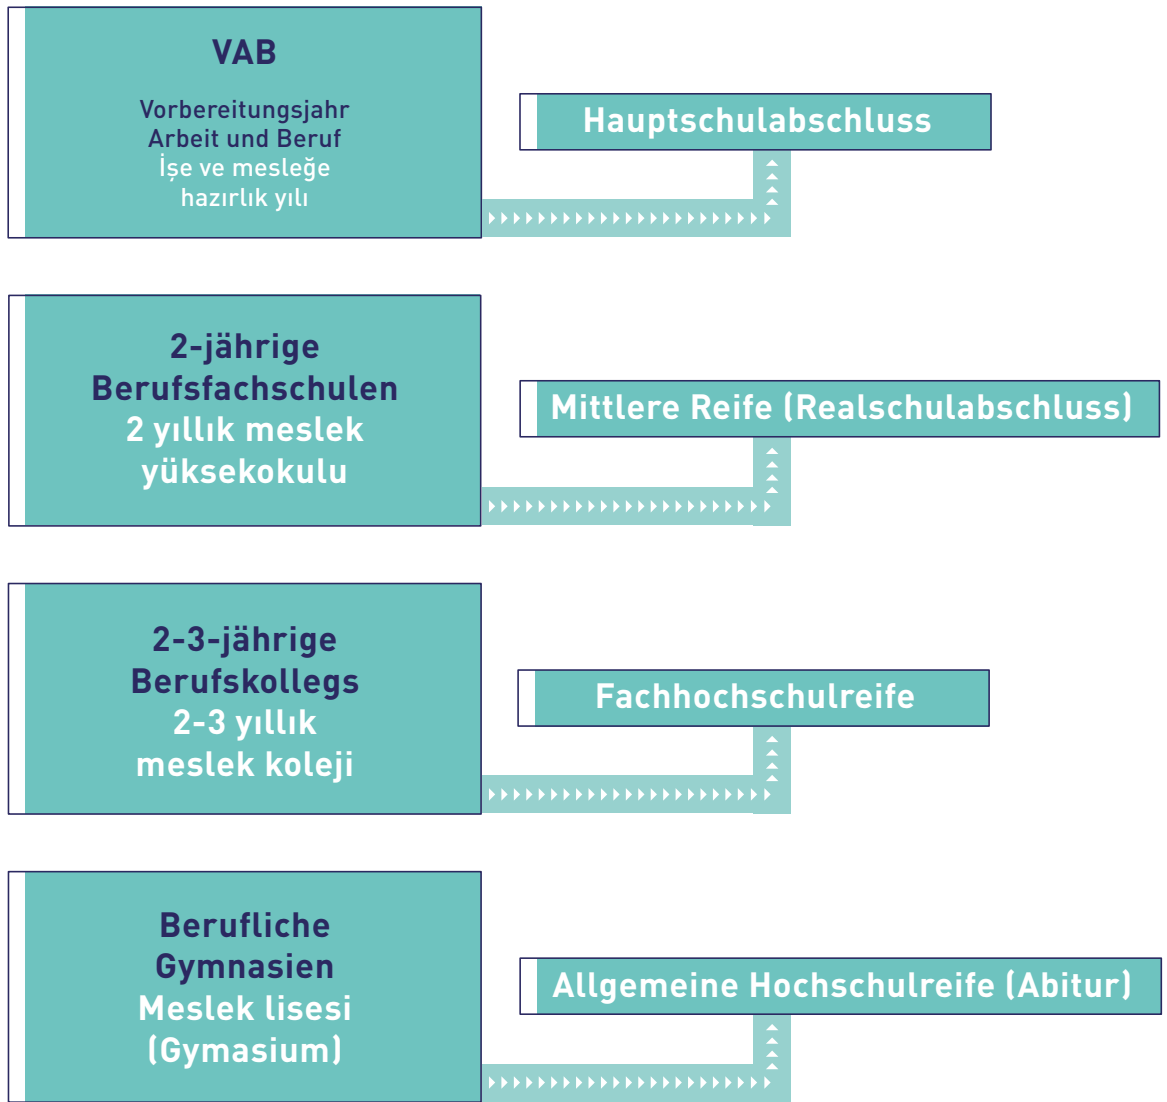 VAB
Vorbereitungsjahr
Arbeit und Beruf
İşe ve mesleğe
hazırlık yılı
Hauptschulabschluss
2-jährige
Berufsfachschulen
2 yıllık meslek
yüksekokulu
Mittlere Reife (Realschulabschluss)
2-3-jährige
Berufskollegs
2-3 yıllık
meslek koleji
Fachhochschulreife
Berufliche
Gymnasien
Meslek lisesi
(Gymasium)
Allgemeine Hochschulreife (Abitur)